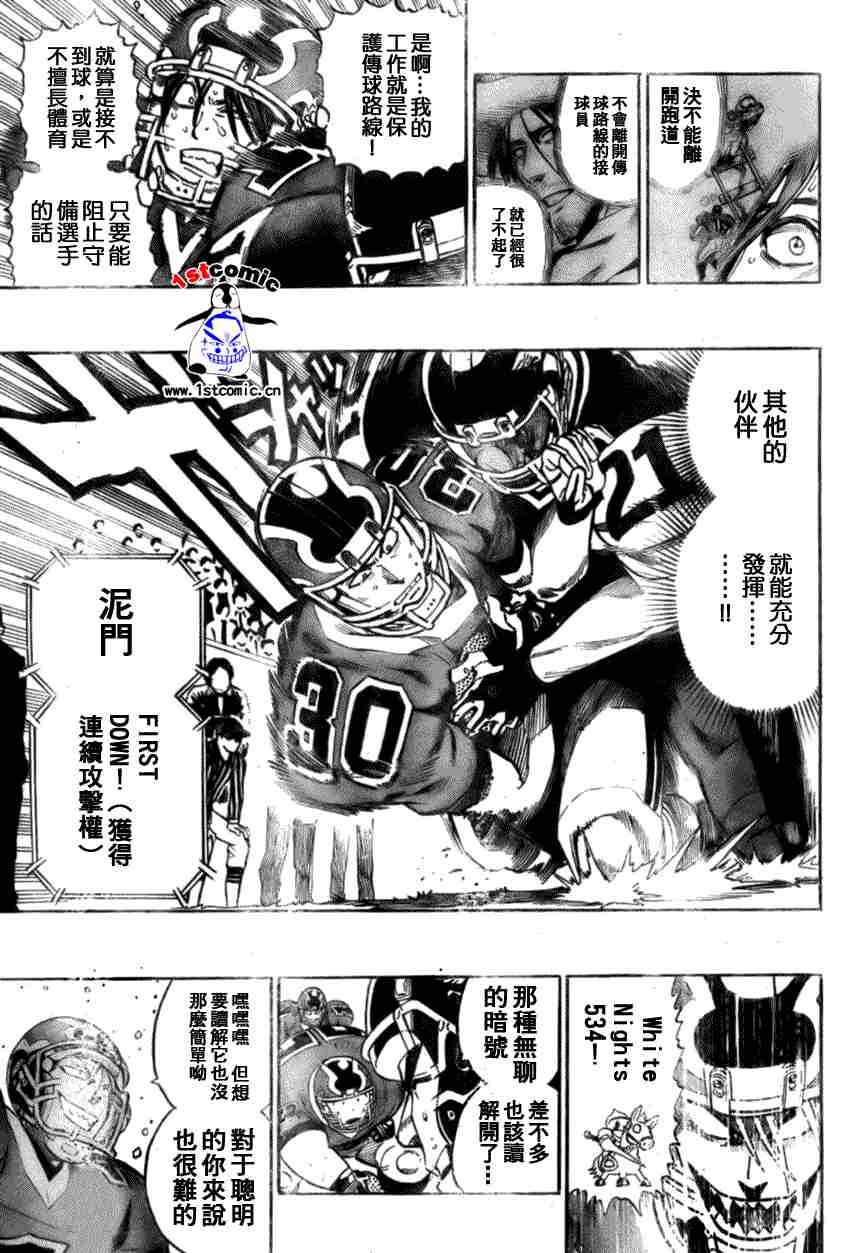 決不能離
開跑道
不會離開傳
球路線的接
球員
就已經很
了不起了
是啊…我的
工作就是保
護傳球路線！
就算是接不
到球，或是
不擅長體育
只要能
阻止守
備選手
的話
1stcomic
www.1stcomic.cn
其他的
伙伴
就能充分
發揮……
……!!
21
30
泥門
FIRST
DOWN！（獲得
連續攻擊權）
White
Nights
534—！
那種無聊
的暗號
差不多
也該讀
解開了…
嘿嘿嘿 但想
要讀解它也沒
那麼簡單呦
對于聰明
的你來說
也很難的